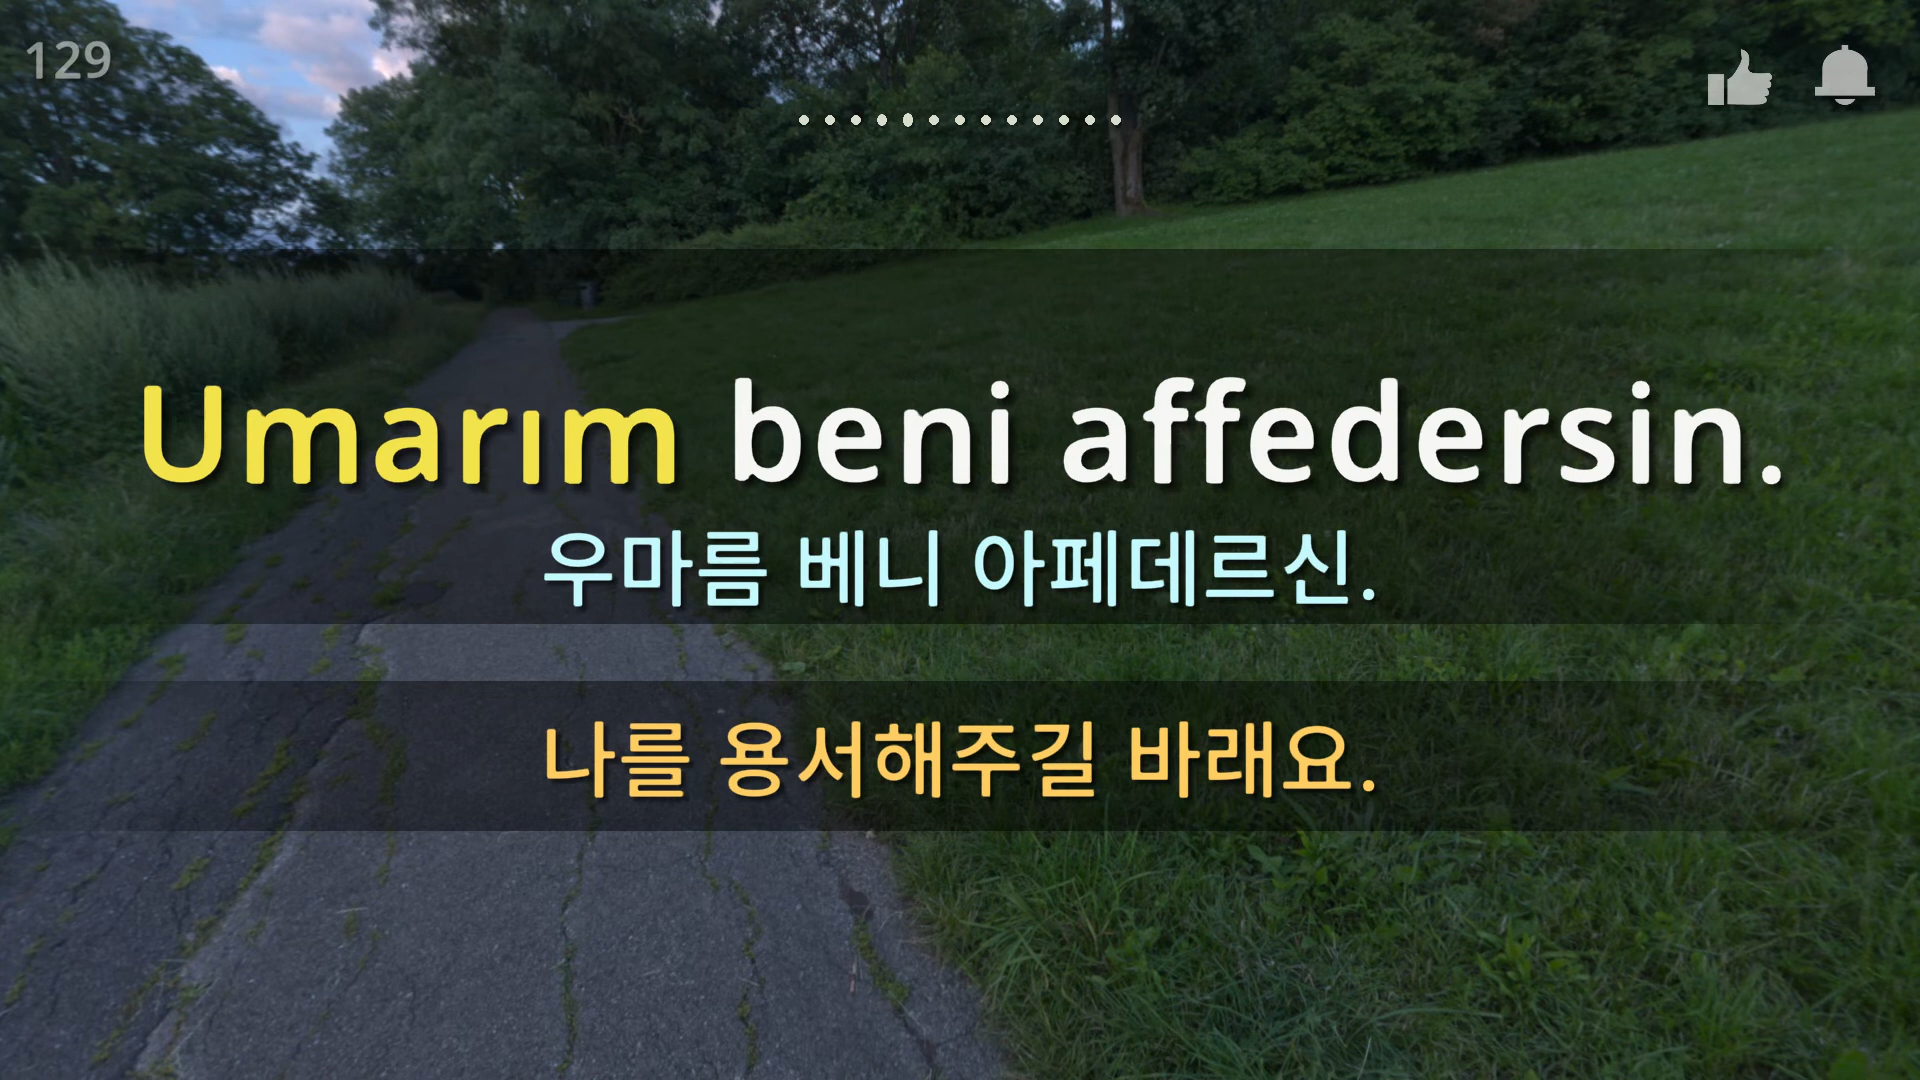 129
Umarım beni affedersin.
우마름 베니 아페데르신.
나를 용서해주길 바래요.